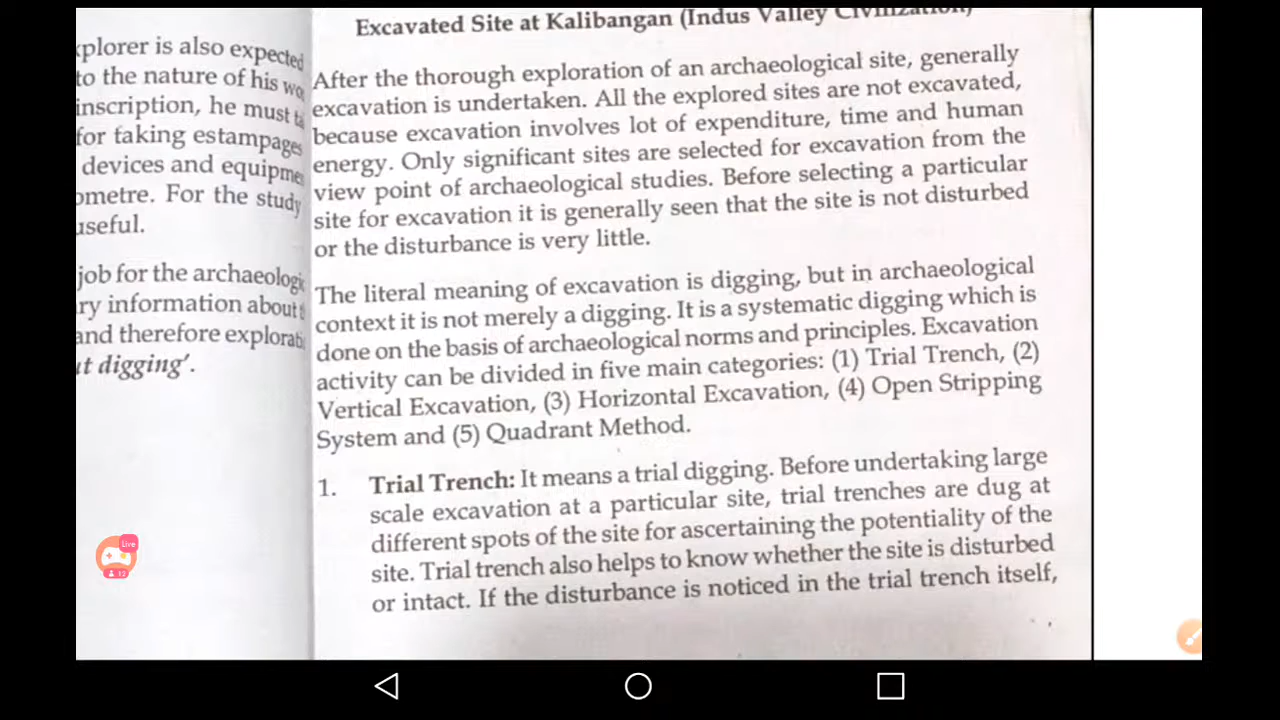 xplorer is also expected
to the nature of his
inscription, he must
for taking estampages
devices and
ometre. For the study
useful.
job for the archaeologi
ry information about
and therefore explorati
ut digging'.
Excavated Site at Kalibangan (Indus Valley Civilization)
After the thorough exploration of an archaeological site, generally
excavation is undertaken. All the explored sites are not excavated,
because excavation involves lot of expenditure, time and human
energy. Only significant sites are selected for excavation from the
view point of archaeological studies. Before selecting a particular
site for excavation it is generally seen that the site is not disturbed
or the disturbance is very little.
The literal meaning of excavation is digging, but in archaeological
context it is not merely a digging. It is a systematic digging which is
done on the basis of archaeological norms and principles. Excavation
activity can be divided in five main categories: (1) Trial Trench, (2)
Vertical Excavation, (3) Horizontal Excavation, (4) Open Stripping
System and (5) Quadrant Method.
1. Trial Trench: It means a trial digging. Before undertaking large
scale excavation at a particular site, trial trenches are dug at
different spots of the site for ascertaining the potentiality of the
site. Trial trench also helps to know whether the site is disturbed
or intact. If the disturbance is noticed in the trial trench itself,
Live
12